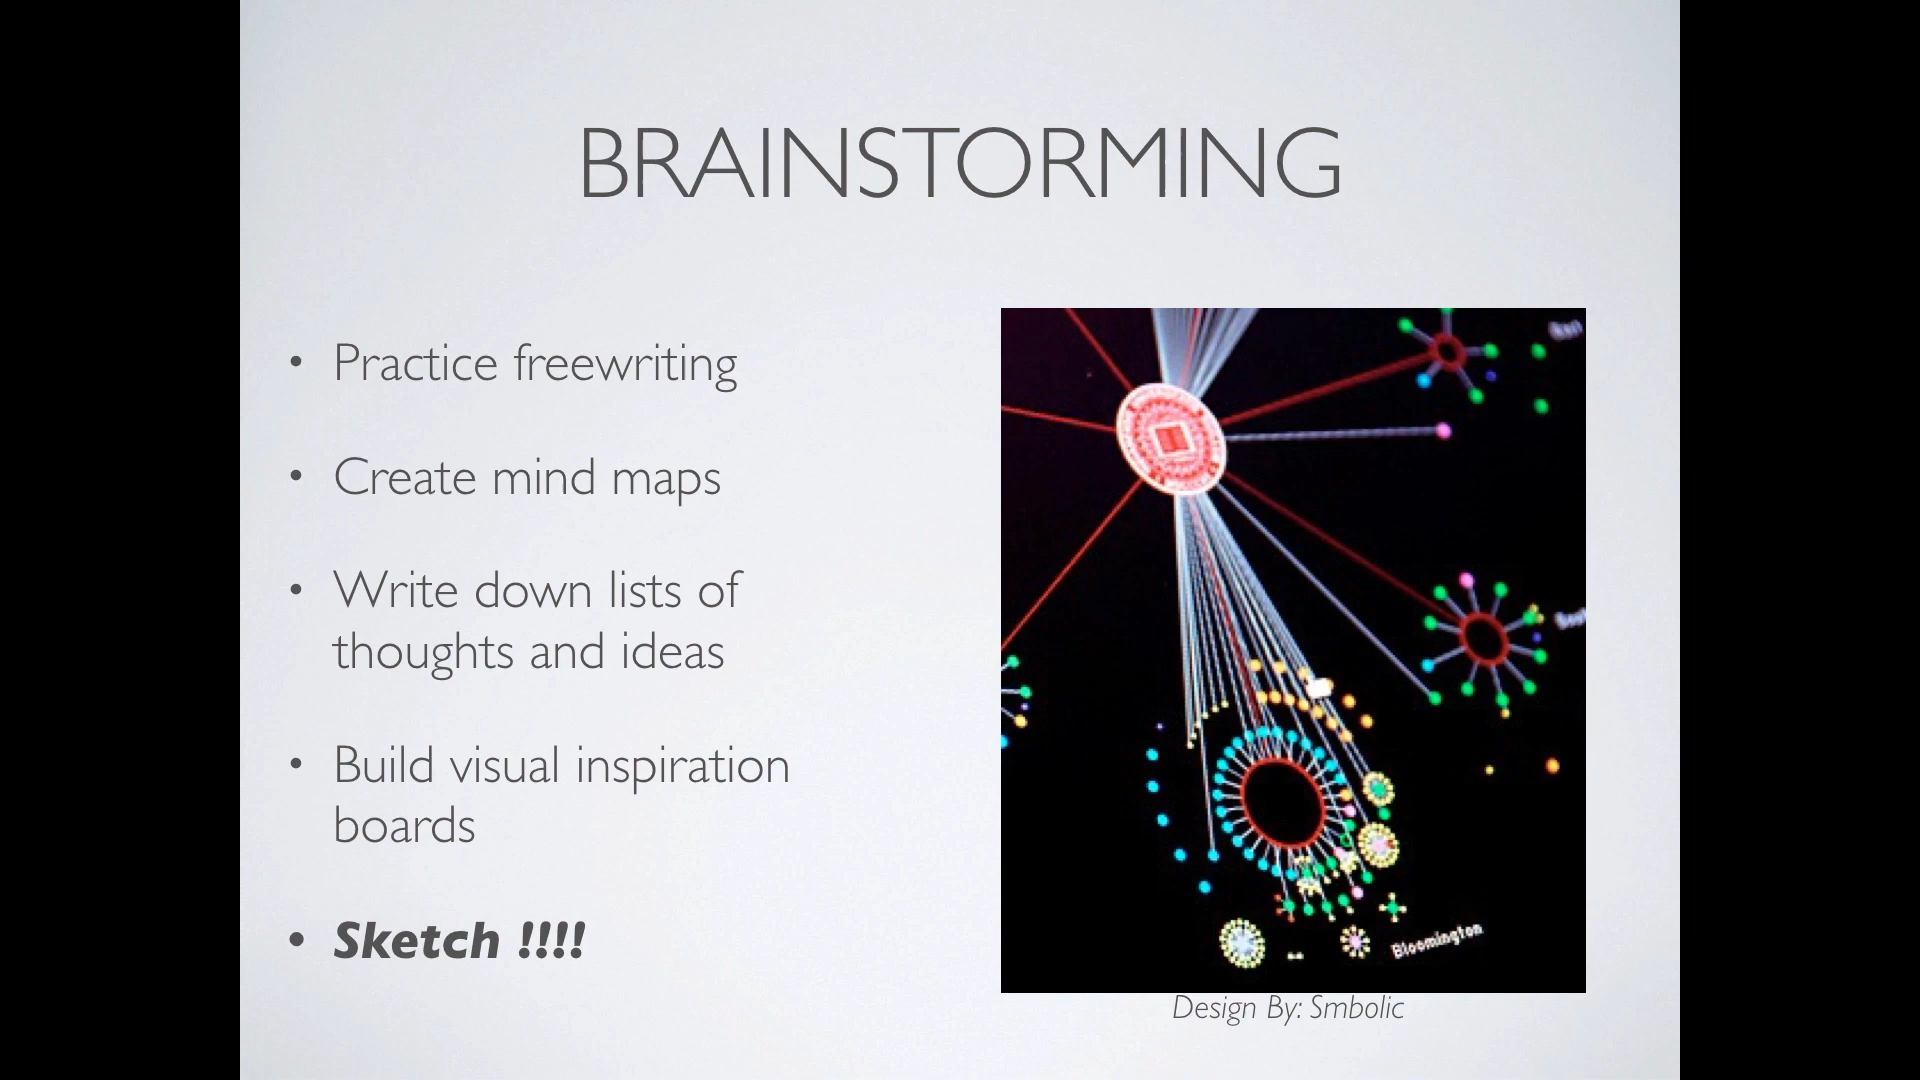 BRAINSTORMING
• Practice freewriting
• Create mind maps
• Write down lists of
thoughts and ideas
• Build visual inspiration
boards
• Sketch !!!!
Bloomington
Design By: Smbolic